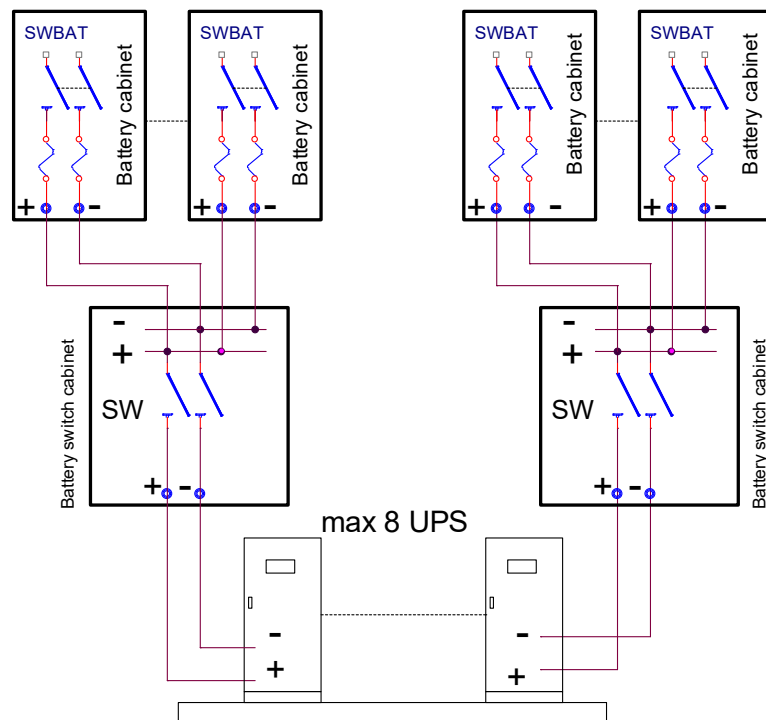 SWBAT
SWBAT
SWBAT
SWBAT
Battery cabinet
Battery cabinet
Battery cabinet
Battery cabinet
+ -
+ -
+ -
+ -
-
+
-
+
SW
SW
Battery switch cabinet
Battery switch cabinet
+ -
+ -
max 8 UPS
-
+
-
+